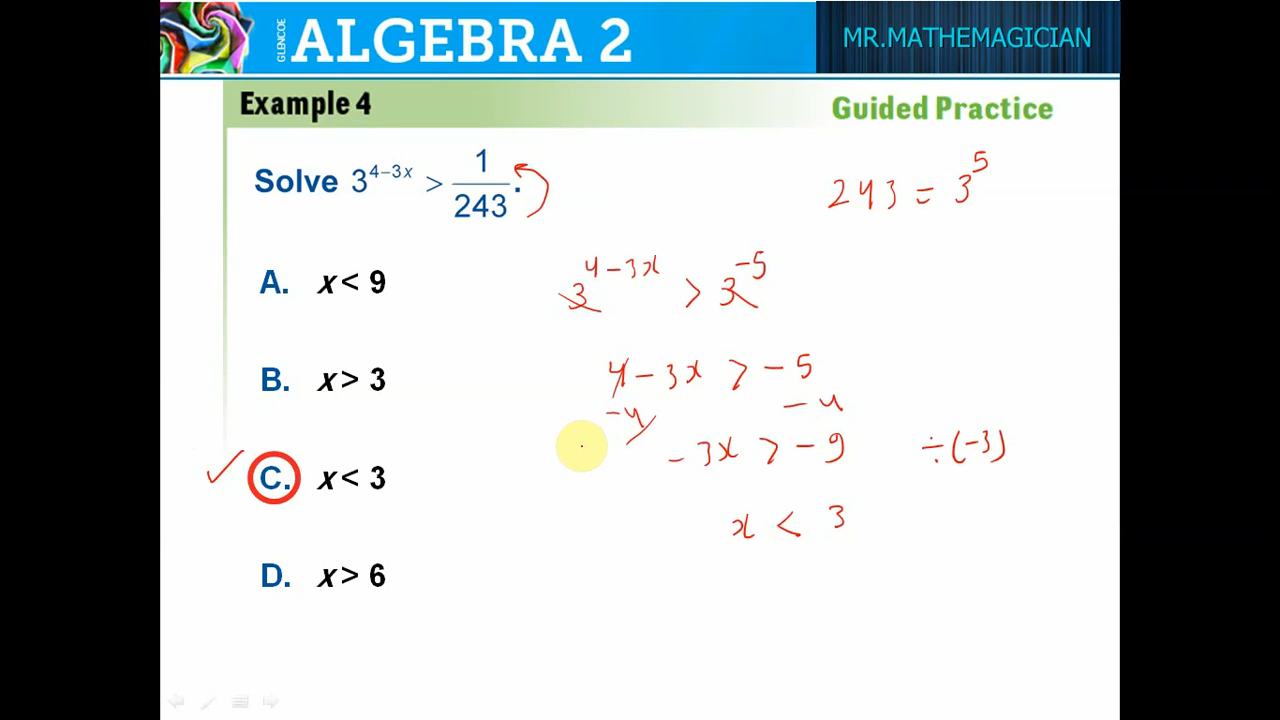 GLENCOE ALGEBRA 2
MR.MATHEMAGICIAN
Example 4
Guided Practice
Solve 3^{4–3x} > 1/243.
243 = 3^5
A. x < 9
3^{4-3x} > 3^{-5}
B. x > 3
4 - 3x > -5
-4 -4
-3x > -9 ÷(-3)
C. x < 3
x < 3
D. x > 6